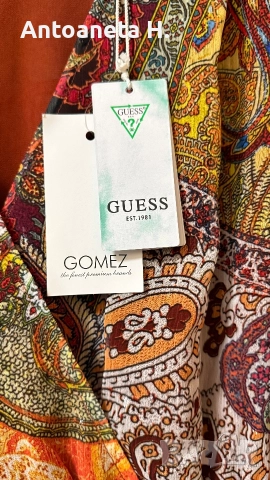 Antoaneta H.
GUESS
?
GUESS
EST. 1981
GOMEZ
the finest premium brands